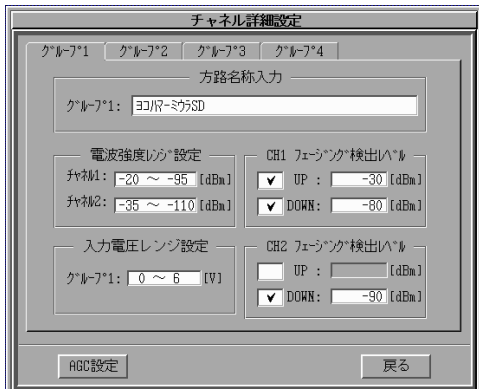 チャネル詳細設定
グループ1 グループ2 グループ3 グループ4
方路名称入力
グループ1: ヨコハマ-ミウラSD
電波強度レンジ設定
チャネル1: -20 ～ -95 [dBm]
チャネル2: -35 ～ -110 [dBm]
CH1 フェージング検出レベル
UP : -30 [dBm]
DOWN: -80 [dBm]
入力電圧レンジ設定
グループ1: 0 ～ 6 [V]
CH2 フェージング検出レベル
UP : [dBm]
DOWN: -90 [dBm]
AGC設定 戻る